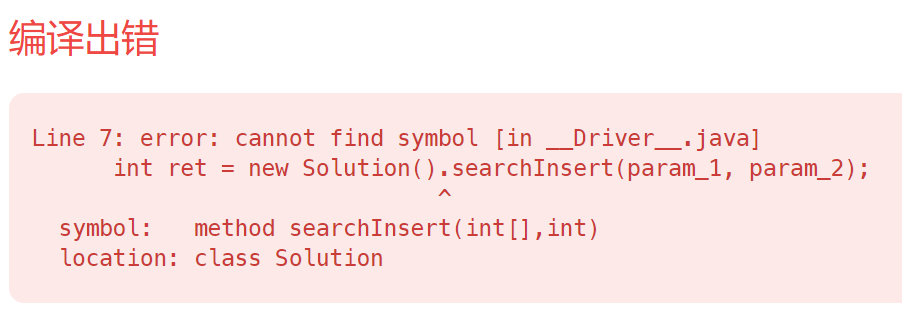 编译出错
Line 7: error: cannot find symbol [in __Driver__.java]
int ret = new Solution().searchInsert(param_1, param_2);
^
symbol:   method searchInsert(int[],int)
location: class Solution